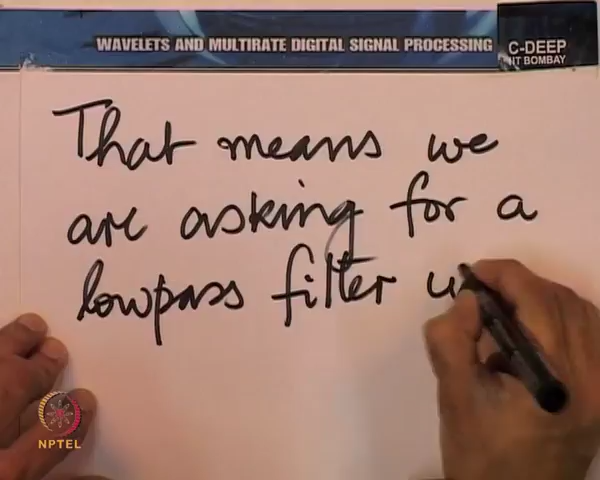 WAVELETS AND MULTIRATE DIGITAL SIGNAL PROCESSING
C-DEEP
IIT BOMBAY
That means we
are asking for a
lowpass filter
NPTEL